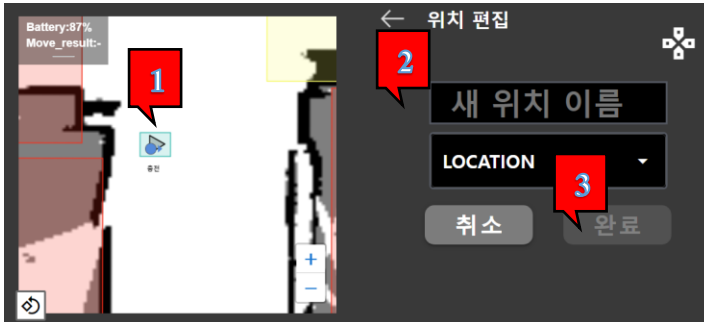 Battery:87%
Move_result:-
1
충전
+
−
← 위치 편집
2
새 위치 이름
LOCATION
3
취소
완료